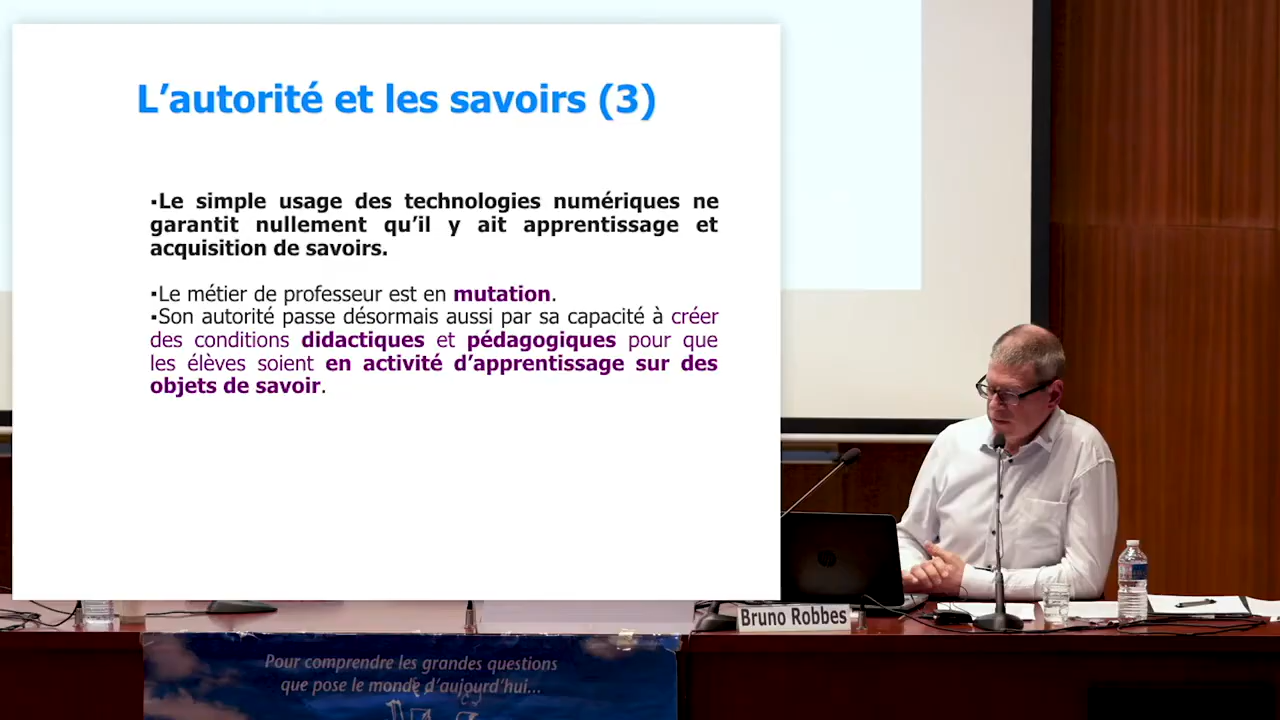 L’autorité et les savoirs (3)
▪Le simple usage des technologies numériques ne
garantit nullement qu’il y ait apprentissage et
acquisition de savoirs.
▪Le métier de professeur est en mutation.
▪Son autorité passe désormais aussi par sa capacité à créer
des conditions didactiques et pédagogiques pour que
les élèves soient en activité d’apprentissage sur des
objets de savoir.
Bruno Robbes
Pour comprendre les grandes questions
que pose le monde d’aujourd’hui...